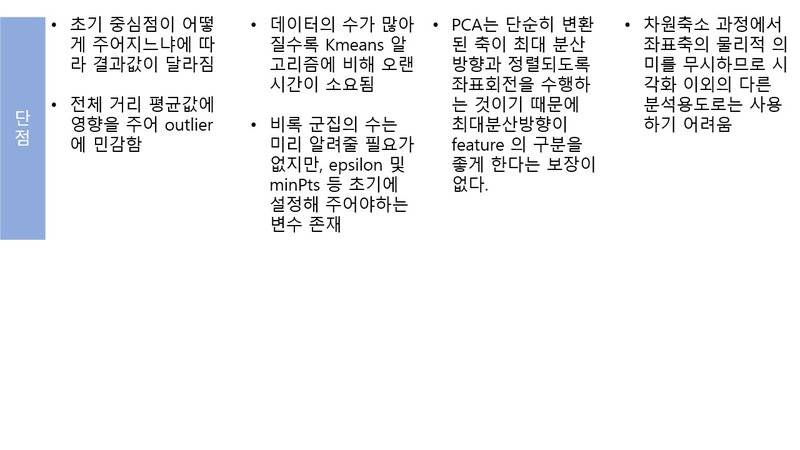 단
점
• 초기 중심점이 어떻
게 주어지느냐에 따
라 결과값이 달라짐
• 전체 거리 평균값에
영향을 주어 outlier
에 민감함
• 데이터의 수가 많아
질수록 Kmeans 알
고리즘에 비해 오랜
시간이 소요됨
• 비록 군집의 수는
미리 알려줄 필요가
없지만, epsilon 및
minPts 등 초기에
설정해 주어야하는
변수 존재
• PCA는 단순히 변환
된 축이 최대 분산
방향과 정렬되도록
좌표회전을 수행하
는 것이기 때문에
최대분산방향이
feature 의 구분을
좋게 한다는 보장이
없다.
• 차원축소 과정에서
좌표축의 물리적 의
미를 무시하므로 시
각화 이외의 다른
분석용도로는 사용
하기 어려움